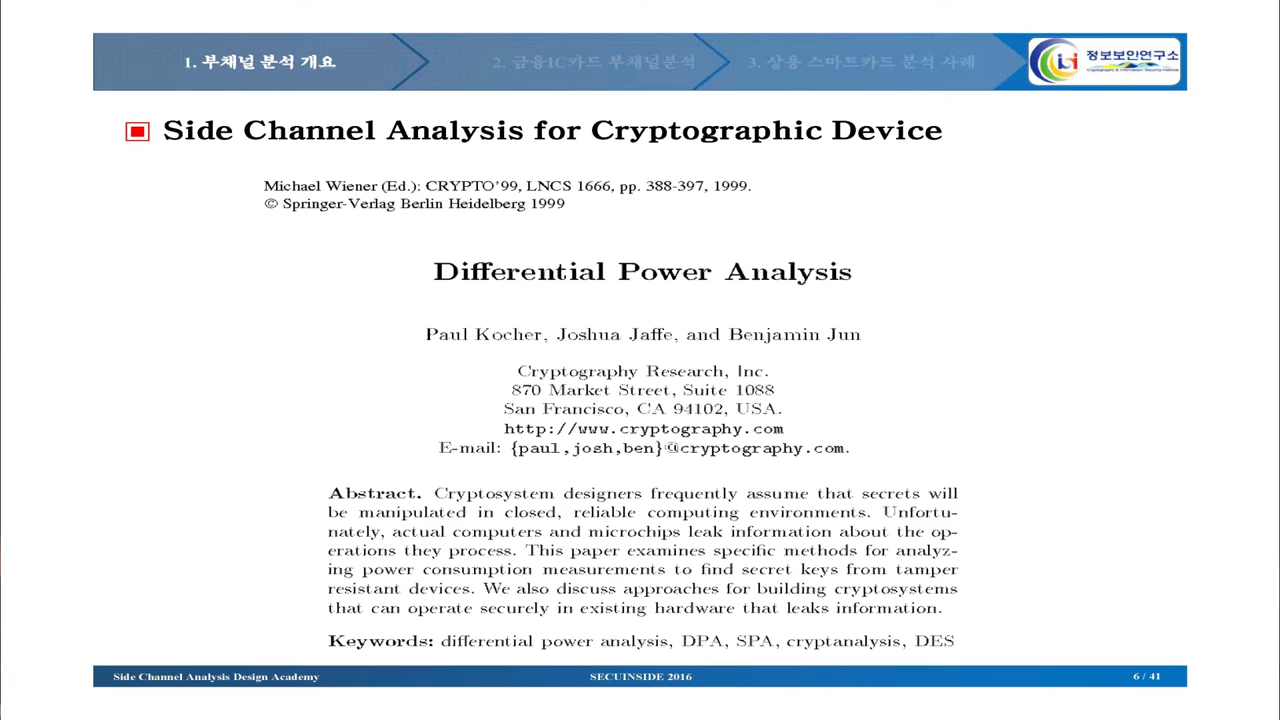 1. 부채널 분석 개요
2. 금융IC카드 부채널분석
3. 상용 스마트카드 분석 사례
정보보안연구소
Cryptography & Information Security Institute
Side Channel Analysis for Cryptographic Device
Michael Wiener (Ed.): CRYPTO'99, LNCS 1666, pp. 388-397, 1999.
© Springer-Verlag Berlin Heidelberg 1999
Differential Power Analysis
Paul Kocher, Joshua Jaffe, and Benjamin Jun
Cryptography Research, Inc.
870 Market Street, Suite 1088
San Francisco, CA 94102, USA.
http://www.cryptography.com
E-mail: {paul,josh,ben}@cryptography.com.
Abstract. Cryptosystem designers frequently assume that secrets will
be manipulated in closed, reliable computing environments. Unfortu-
nately, actual computers and microchips leak information about the op-
erations they process. This paper examines specific methods for analyz-
ing power consumption measurements to find secret keys from tamper
resistant devices. We also discuss approaches for building cryptosystems
that can operate securely in existing hardware that leaks information.
Keywords: differential power analysis, DPA, SPA, cryptanalysis, DES
Side Channel Analysis Design Academy
SECUINSIDE 2016
6 / 41